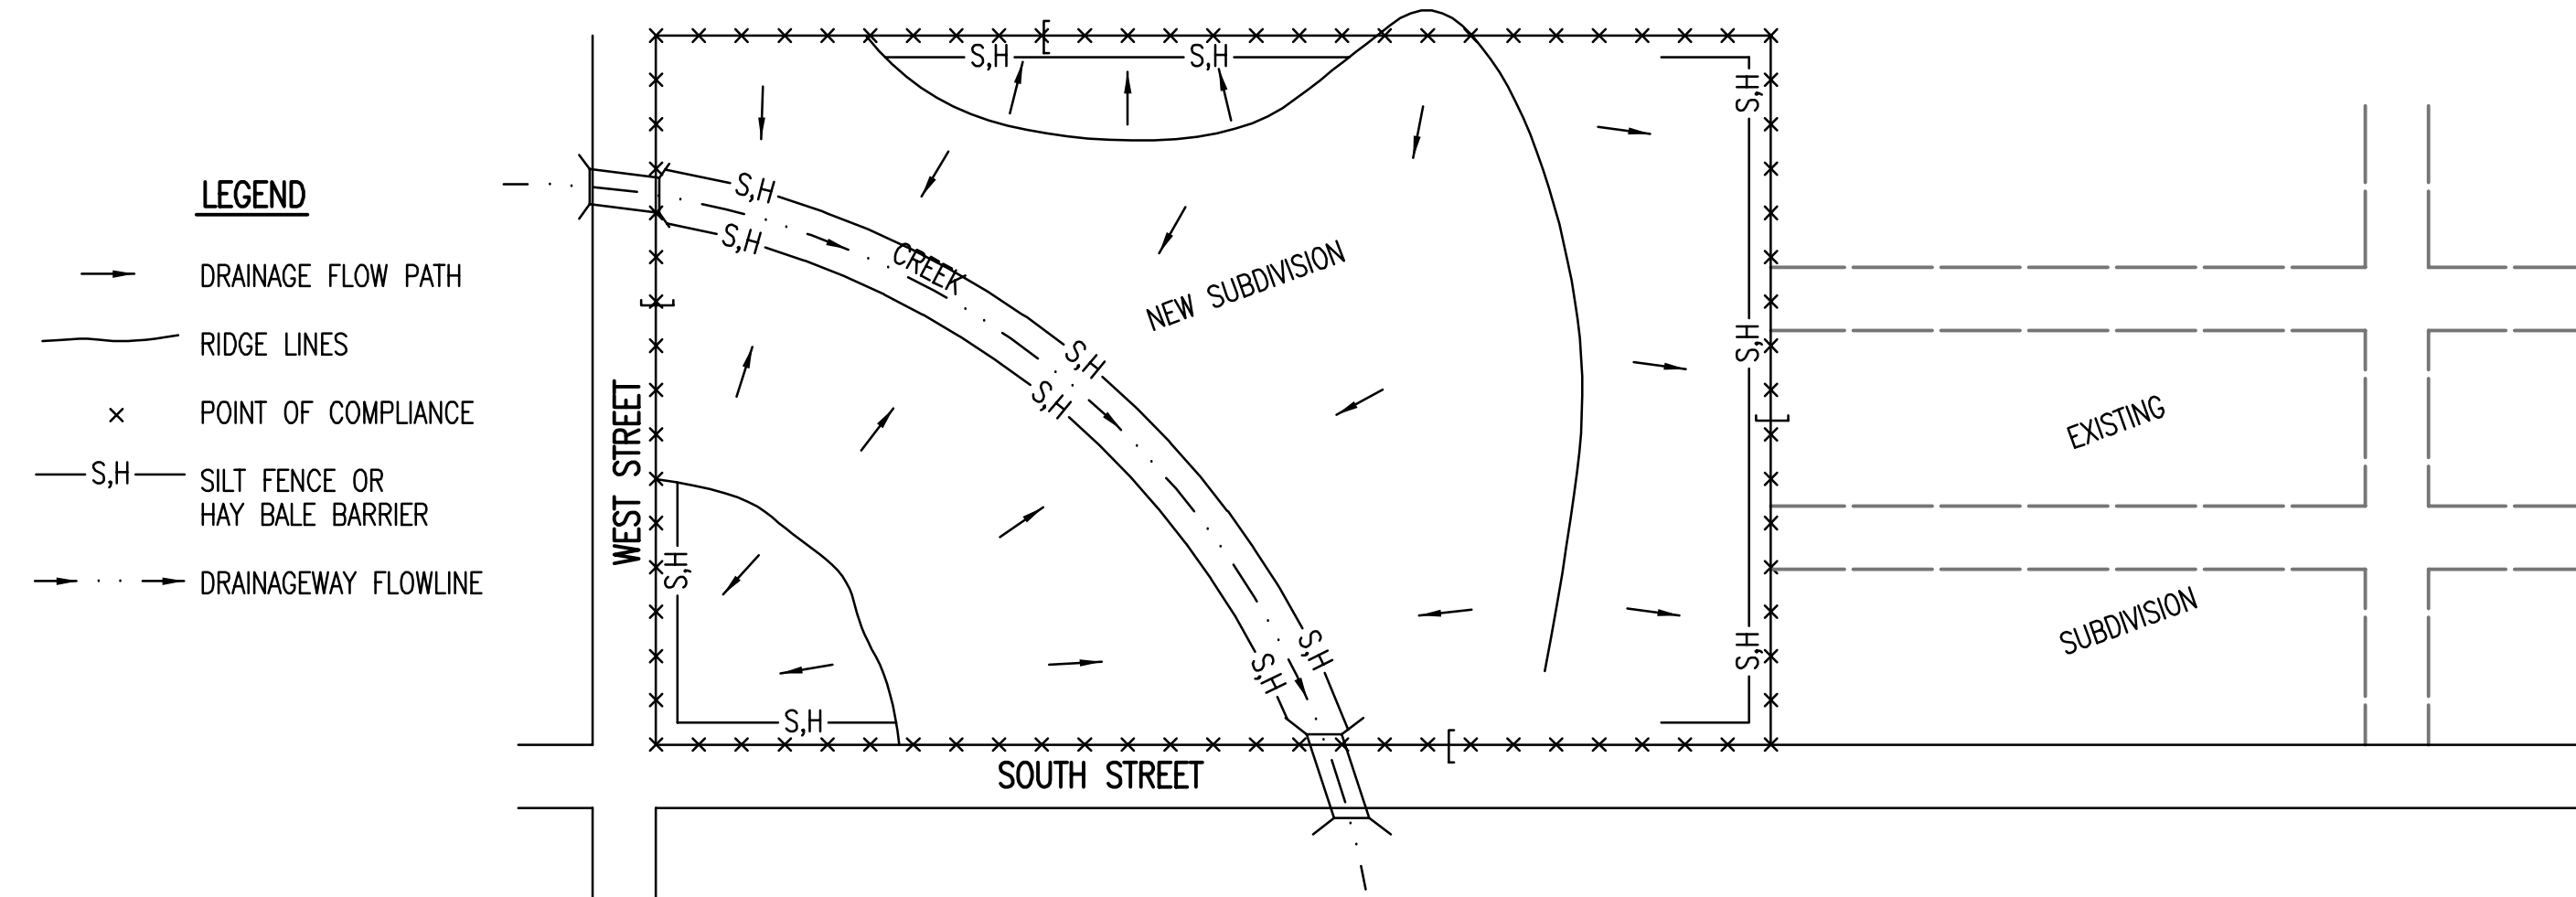 LEGEND
DRAINAGE FLOW PATH
RIDGE LINES
POINT OF COMPLIANCE
S,H
SILT FENCE OR
HAY BALE BARRIER
DRAINAGEWAY FLOWLINE
S,H
S,H
S,H
S,H
S,H
CREEK
NEW SUBDIVISION
S,H
S,H
S,H
WEST STREET
EXISTING
S,H
S,H
S,H
S,H
SUBDIVISION
S,H
SOUTH STREET